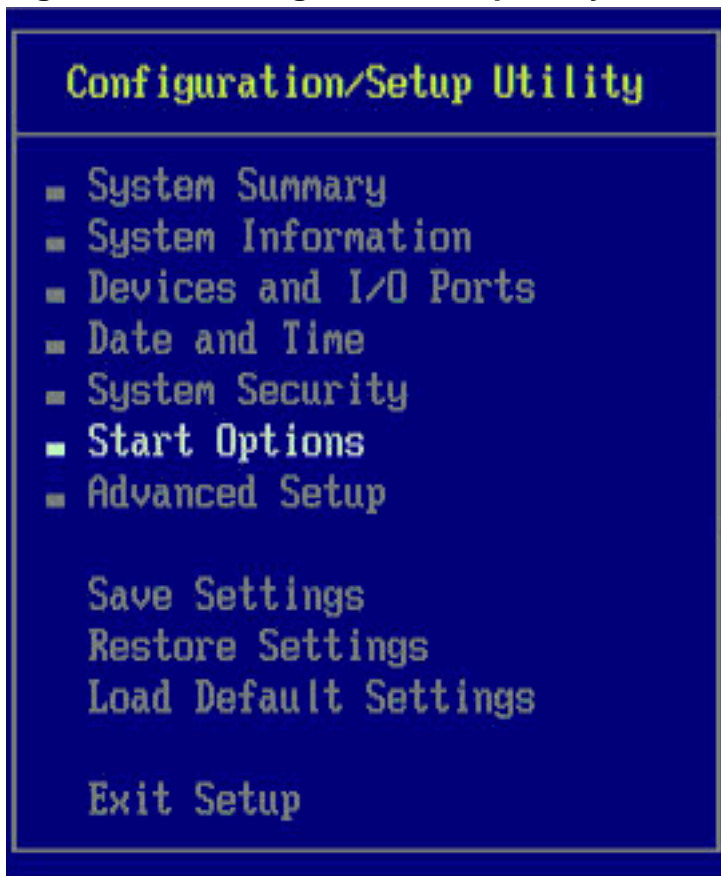 Configuration/Setup Utility
System Summary
System Information
Devices and I/O Ports
Date and Time
System Security
Start Options
Advanced Setup
Save Settings
Restore Settings
Load Default Settings
Exit Setup